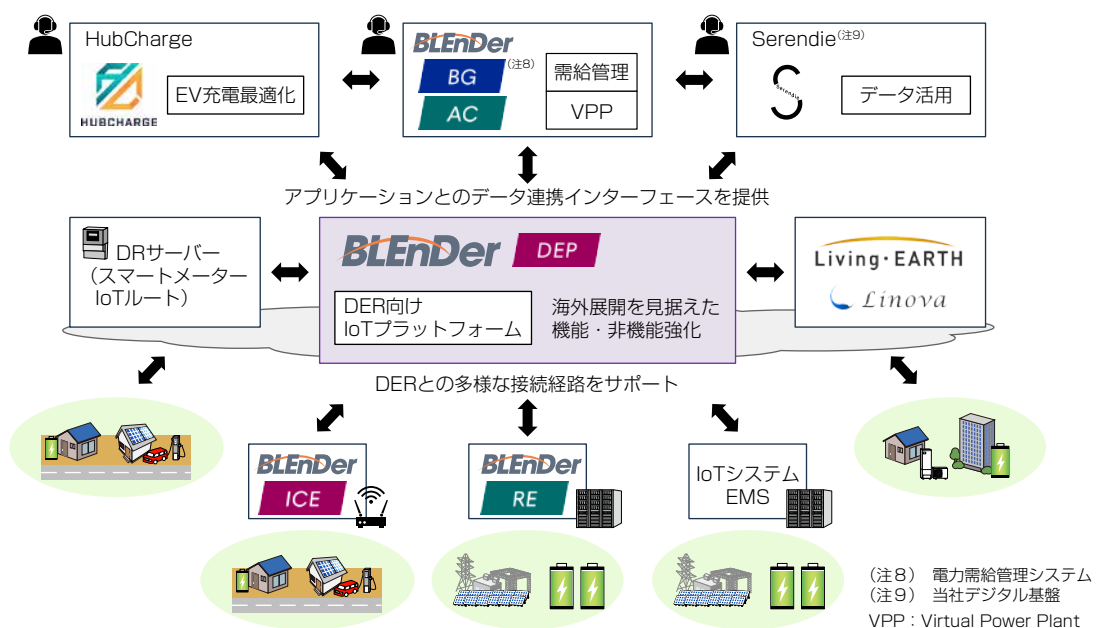 HubCharge
HUBCHARGE
EV充電最適化
BLEnDer
BG
(注8)
AC
需給管理
VPP
Serendie(注9)
Serendie
データ活用
アプリケーションとのデータ連携インターフェースを提供
DRサーバー
(スマートメーター
IoTルート)
BLEnDer DEP
DER向け
IoTプラットフォーム
海外展開を見据えた
機能・非機能強化
Living・EARTH
Linova
DERとの多様な接続経路をサポート
BLEnDer
ICE
BLEnDer
RE
IoTシステム
EMS
(注8) 電力需給管理システム
(注9) 当社デジタル基盤
VPP:Virtual Power Plant